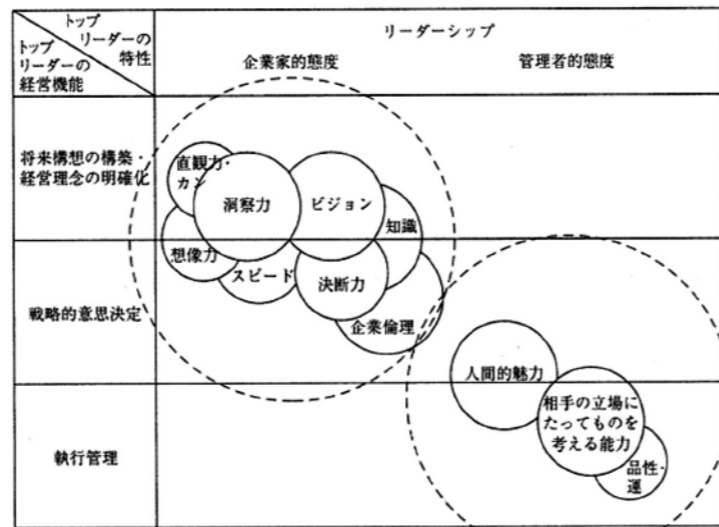 トップ
リーダーの
特性
トップ
リーダーの
経営機能
リーダーシップ
企業家的態度
管理者的態度
将来構想の構築・
経営理念の明確化
直観力・
カン
洞察力
ビジョン
知識
想像力
スピード
決断力
企業倫理
戦略的意思決定
人間的魅力
相手の立場に
たってものを
考える能力
品性・
運
執行管理